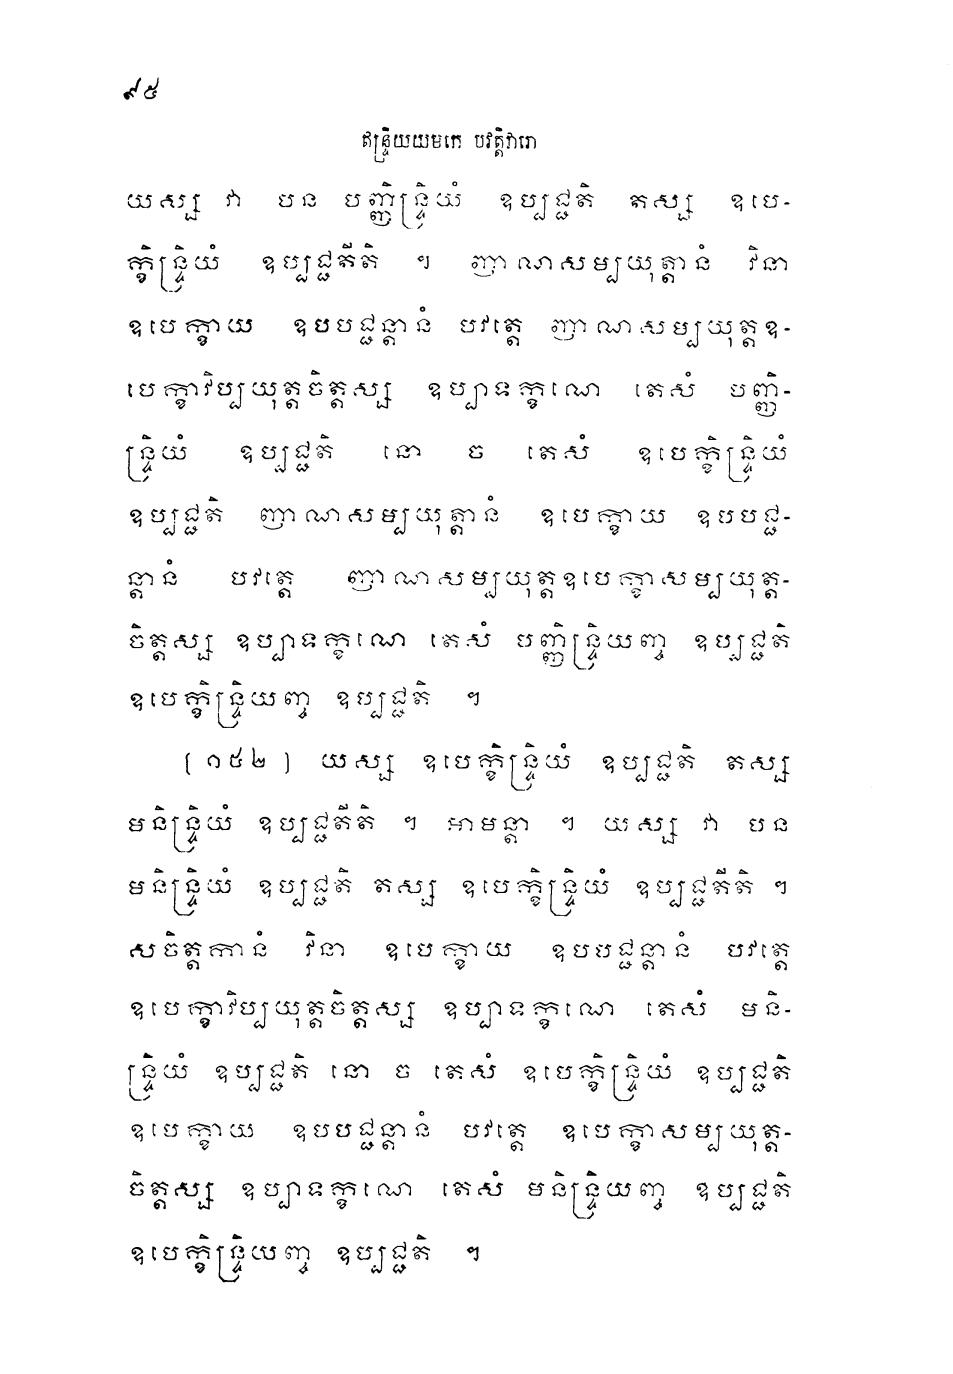 ៩៥
ឥន្ទ្រិយយមកេ បវត្តិវារោ
យស្ស វា បន បញ្ញិន្ទ្រិយំ ឧប្បជ្ជតិ តស្ស ឧបេ-
ក្ខិន្ទ្រិយំ ឧប្បជ្ជតីតិ ។ ញាណសម្បយុត្តានំ វិនា
ឧបេក្ខាយ ឧបបជ្ជន្តានំ បវត្តេ ញាណសម្បយុត្តឧ-
បេក្ខាវិប្បយុត្តចិត្តស្ស ឧប្បាទក្ខណេ តេសំ បញ្ញិ-
ន្ទ្រិយំ ឧប្បជ្ជតិ នោ ច តេសំ ឧបេក្ខិន្ទ្រិយំ
ឧប្បជ្ជតិ ញាណសម្បយុត្តានំ ឧបេក្ខាយ ឧបបជ្ជ-
ន្តានំ បវត្តេ ញាណសម្បយុត្តឧបេក្ខាសម្បយុត្ត-
ចិត្តស្ស ឧប្បាទក្ខណេ តេសំ បញ្ញិន្ទ្រិយញ្ច ឧប្បជ្ជតិ
ឧបេក្ខិន្ទ្រិយញ្ច ឧប្បជ្ជតិ ។
[ ១៥២ ] យស្ស ឧបេក្ខិន្ទ្រិយំ ឧប្បជ្ជតិ តស្ស
មនិន្ទ្រិយំ ឧប្បជ្ជតីតិ ។ អាមន្តា ។ យស្ស វា បន
មនិន្ទ្រិយំ ឧប្បជ្ជតិ តស្ស ឧបេក្ខិន្ទ្រិយំ ឧប្បជ្ជតីតិ ។
សចិត្តកានំ វិនា ឧបេក្ខាយ ឧបបជ្ជន្តានំ បវត្តេ
ឧបេក្ខាវិប្បយុត្តចិត្តស្ស ឧប្បាទក្ខណេ តេសំ មនិ-
ន្ទ្រិយំ ឧប្បជ្ជតិ នោ ច តេសំ ឧបេក្ខិន្ទ្រិយំ ឧប្បជ្ជតិ
ឧបេក្ខាយ ឧបបជ្ជន្តានំ បវត្តេ ឧបេក្ខាសម្បយុត្ត-
ចិត្តស្ស ឧប្បាទក្ខណេ តេសំ មនិន្ទ្រិយញ្ច ឧប្បជ្ជតិ
ឧបេក្ខិន្ទ្រិយញ្ច ឧប្បជ្ជតិ ។